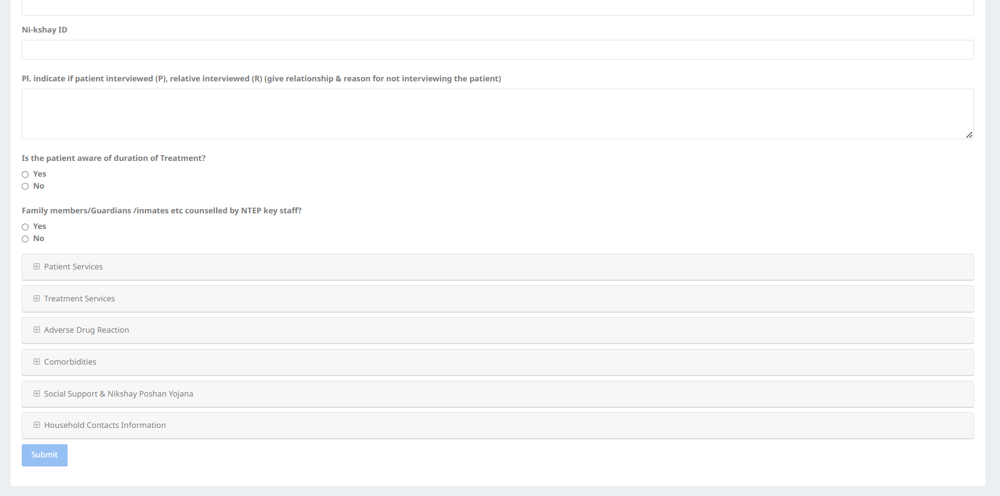 Ni-kshay ID
Pl. indicate if patient interviewed (P), relative interviewed (R) (give relationship & reason for not interviewing the patient)
Is the patient aware of duration of Treatment?
Yes
No
Family members/Guardians /inmates etc counselled by NTEP key staff?
Yes
No
Patient Services
Treatment Services
Adverse Drug Reaction
Comorbidities
Social Support & Nikshay Poshan Yojana
Household Contacts Information
Submit